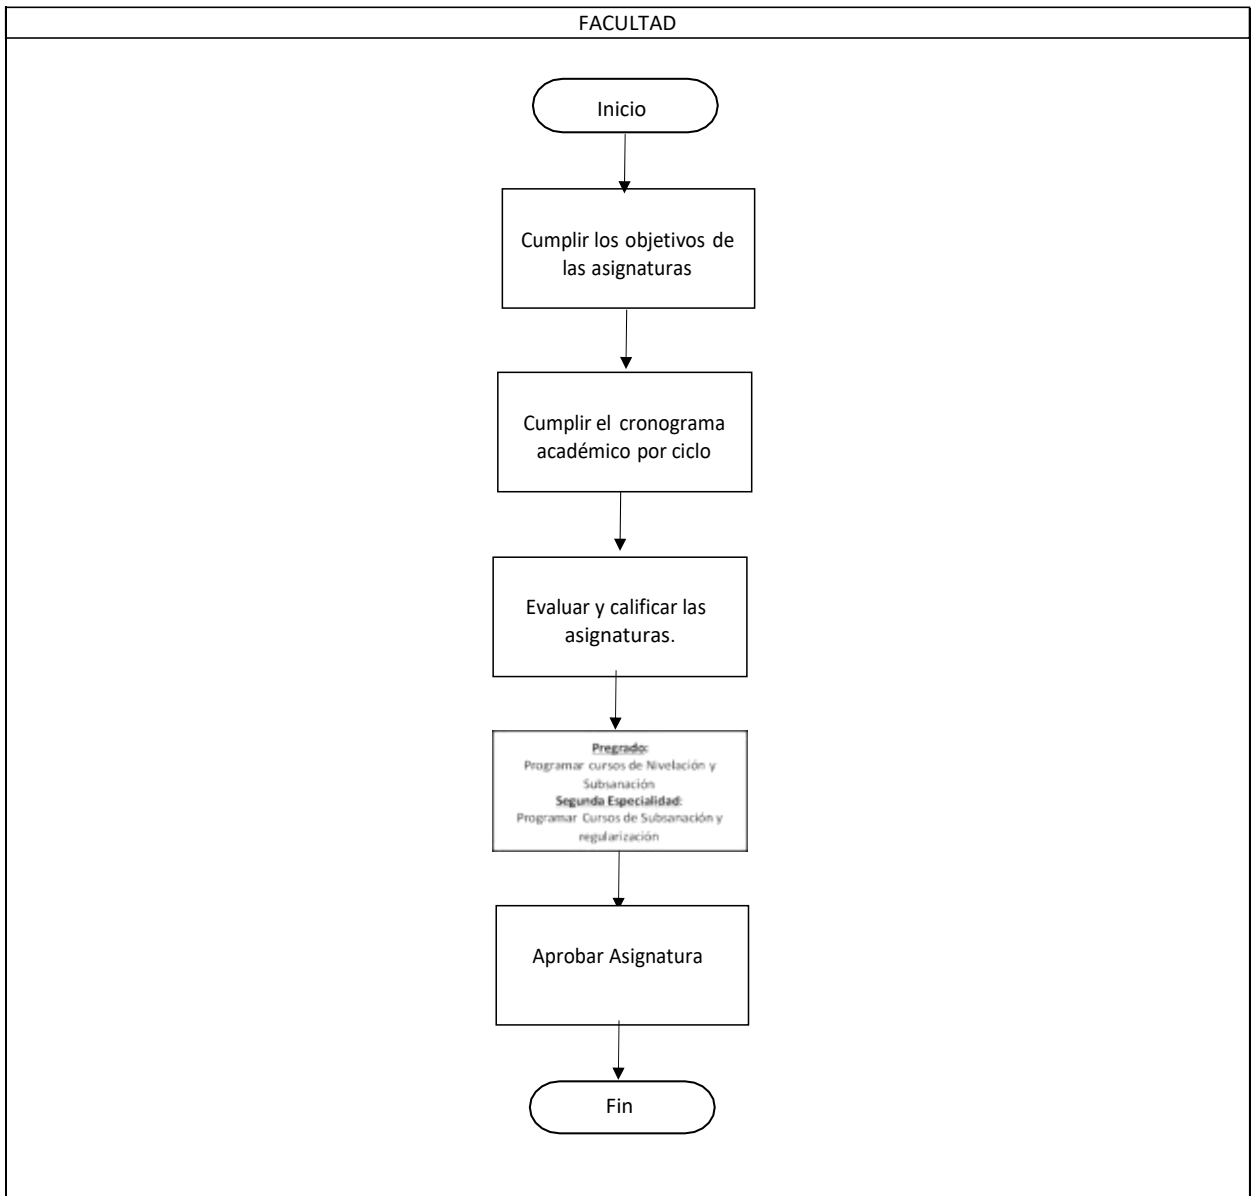 FACULTAD
Inicio
Cumplir los objetivos de
las asignaturas
Cumplir el cronograma
académico por ciclo
Evaluar y calificar las
asignaturas.
Pregrado:
Programar cursos de Nivelación y
Subsanación
Segunda Especialidad:
Programar Cursos de Subsanación y
regularización
Aprobar Asignatura
Fin